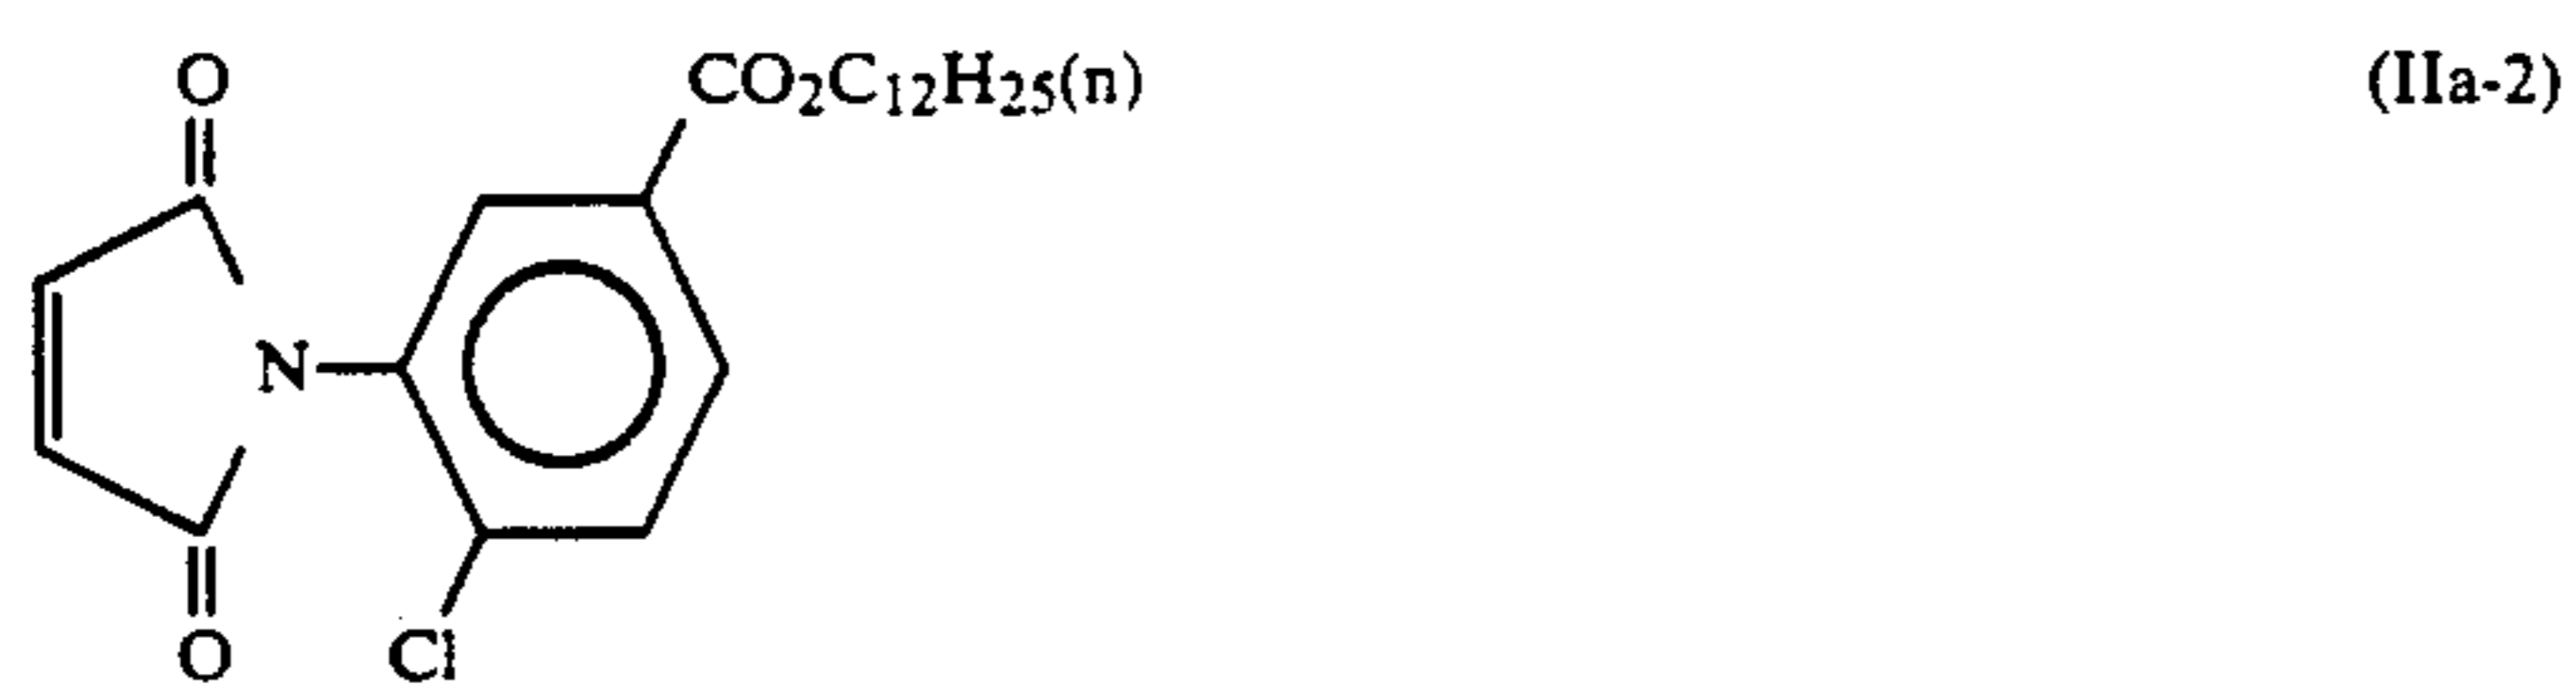 O CO₂C₁₂H₂₅(n) (IIa-2)
N
O Cl